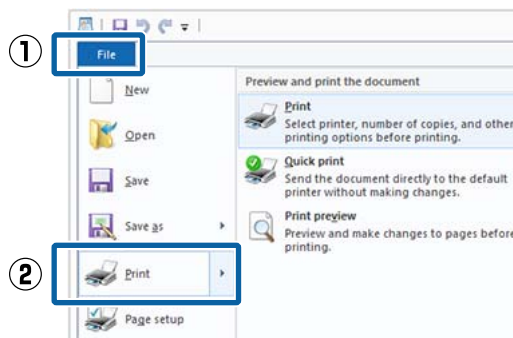 ①
File
New
Open
Save
Save as
②
Print
Page setup
Preview and print the document
Print
Select printer, number of copies, and other
printing options before printing.
Quick print
Send the document directly to the default
printer without making changes.
Print preview
Preview and make changes to pages before
printing.